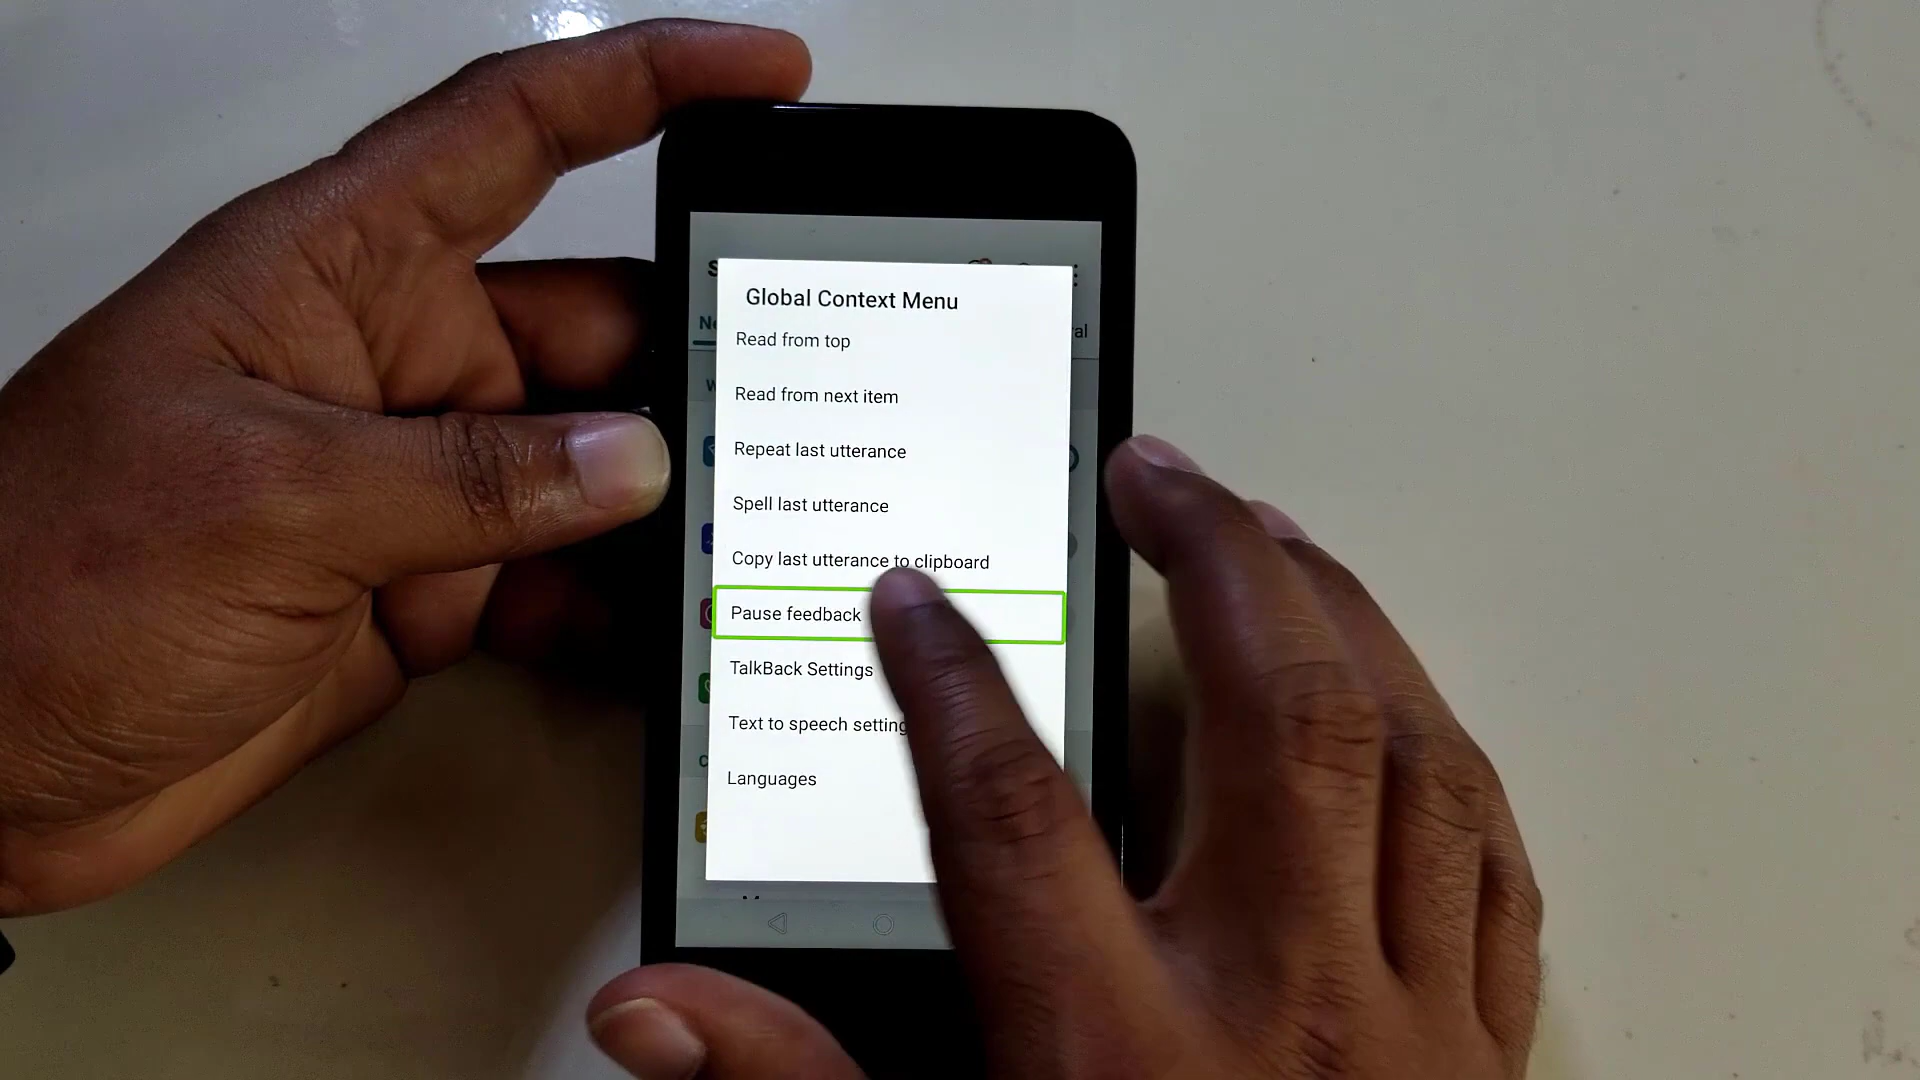 Global Context Menu
Read from top
Read from next item
Repeat last utterance
Spell last utterance
Copy last utterance to clipboard
Pause feedback
TalkBack Settings
Text to speech setting
Languages